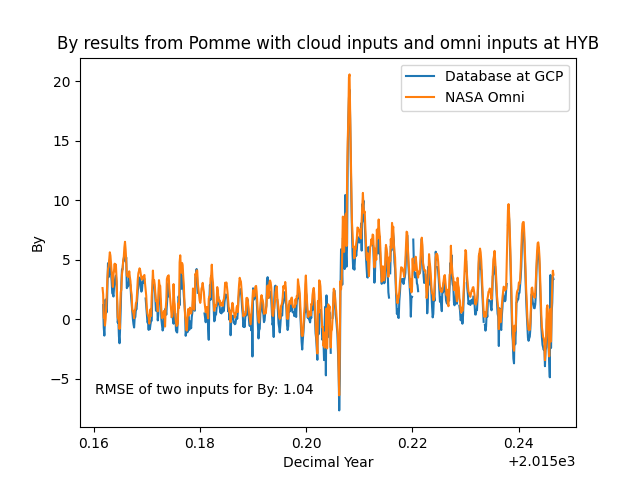 By results from Pomme with cloud inputs and omni inputs at HYB
Database at GCP
NASA Omni
20
15
10
5
0
−5
By
RMSE of two inputs for By: 1.04
0.16 0.18 0.20 0.22 0.24
Decimal Year
+2.015e3